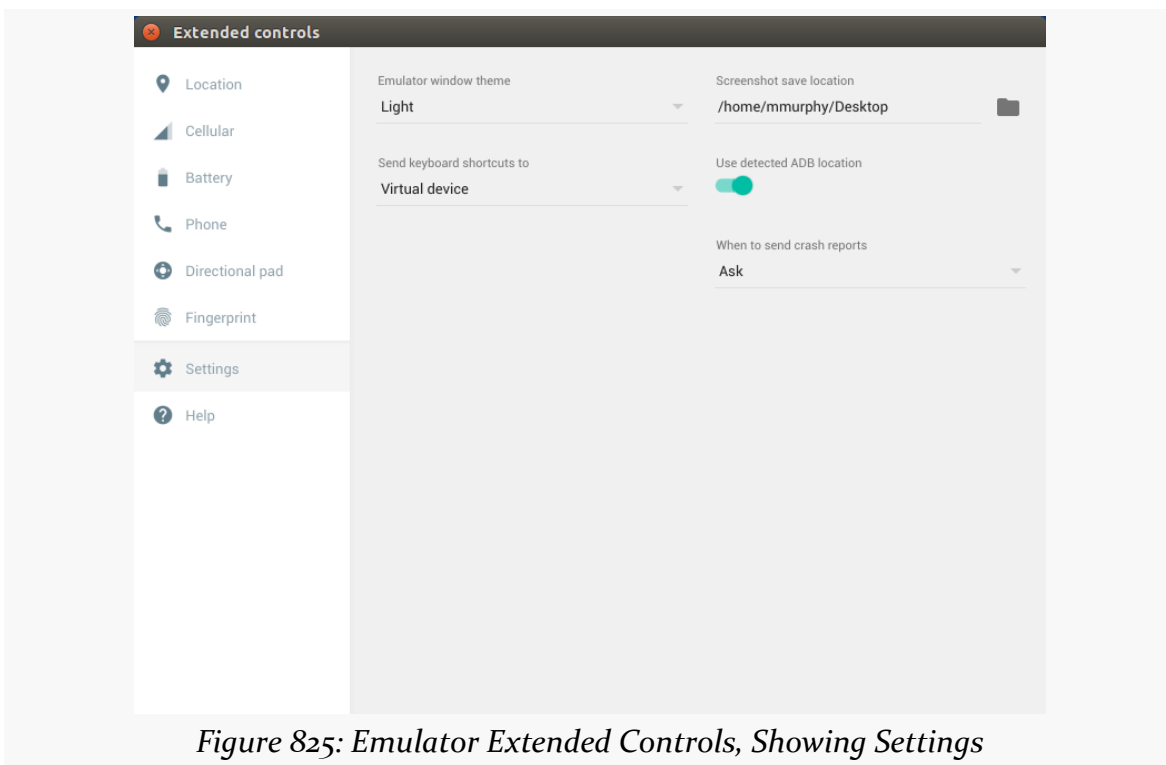 Extended controls
Location
Cellular
Battery
Phone
Directional pad
Fingerprint
Settings
Help
Emulator window theme
Light
Send keyboard shortcuts to
Virtual device
Screenshot save location
/home/mmurphy/Desktop
Use detected ADB location
When to send crash reports
Ask
Figure 825: Emulator Extended Controls, Showing Settings